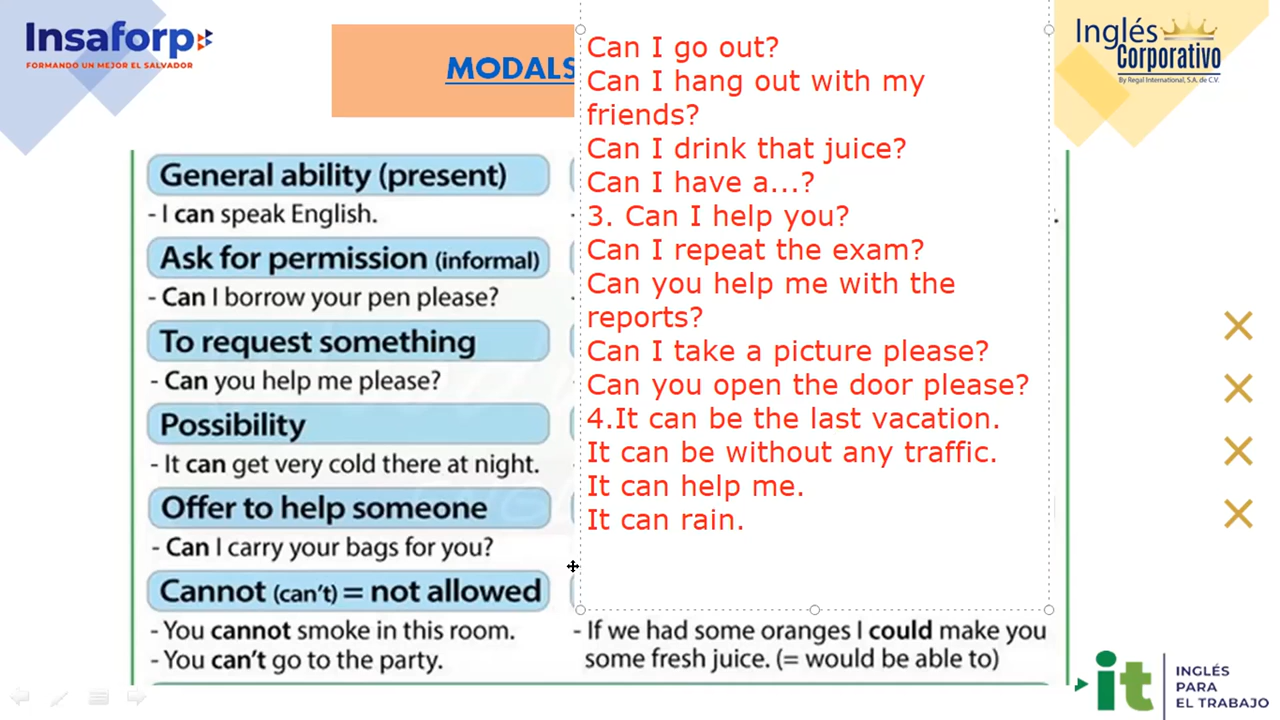 Insaforp
FORMANDO UN MEJOR EL SALVADOR
MODALS
Inglés
Corporativo
By Regal International, S.A. de C.V.
General ability (present)
- I can speak English.
Ask for permission (informal)
- Can I borrow your pen please?
To request something
- Can you help me please?
Possibility
- It can get very cold there at night.
Offer to help someone
- Can I carry your bags for you?
Cannot (can't) = not allowed
- You cannot smoke in this room.
- You can't go to the party.
Can I go out?
Can I hang out with my
friends?
Can I drink that juice?
Can I have a...?
3. Can I help you?
Can I repeat the exam?
Can you help me with the
reports?
Can I take a picture please?
Can you open the door please?
4.It can be the last vacation.
It can be without any traffic.
It can help me.
It can rain.
- If we had some oranges I could make you
some fresh juice. (= would be able to)
it
INGLÉS
PARA
EL TRABAJO